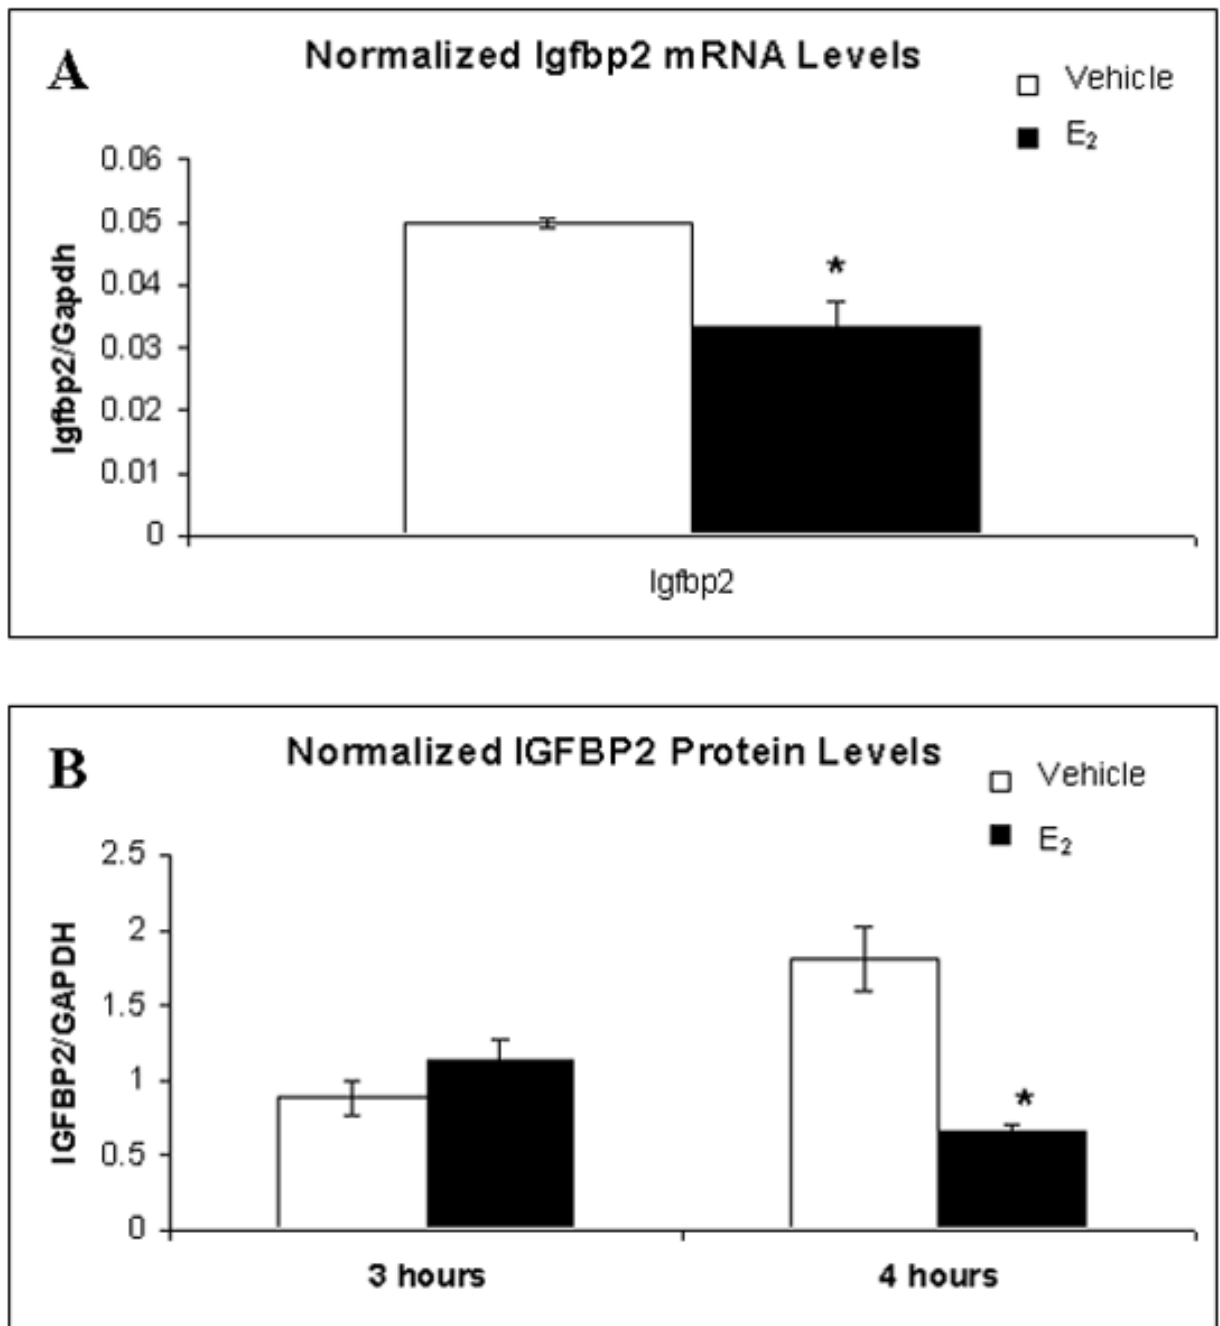 A
Normalized Igfbp2 mRNA Levels
Vehicle
E₂
0.06
0.05
0.04
0.03
0.02
0.01
0
Igfbp2/Gapdh
*
Igfbp2
B
Normalized IGFBP2 Protein Levels
Vehicle
E₂
2.5
2
1.5
1
0.5
0
IGFBP2/GAPDH
*
3 hours
4 hours